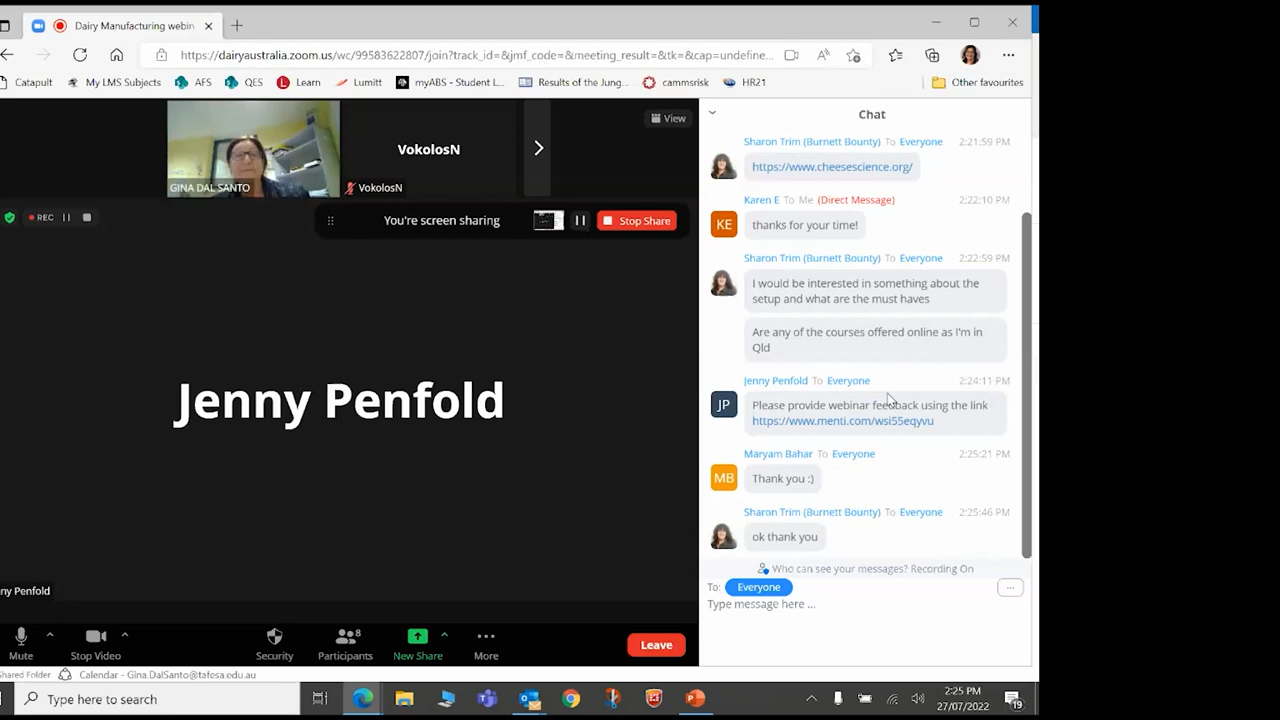 Dairy Manufacturing webin
https://dairyaustralia.zoom.us/wc/99583622807/join?track_id=&jmf_code=&meeting_result=&tk=&cap=undefine...
Catapult
My LMS Subjects
AFS
QES
Learn
Lumitt
myABS - Student L...
Results of the Jung...
cammsrisk
HR21
Other favourites
GINA DAL SANTO
VokolosN
VokolosN
View
REC
You're screen sharing
Stop Share
Jenny Penfold
ny Penfold
Mute
Stop Video
Security
Participants
8
New Share
More
Leave
Chat
Sharon Trim (Burnett Bounty) To Everyone 2:21:59 PM
https://www.cheesescience.org/
Karen E To Me (Direct Message) 2:22:10 PM
KE
thanks for your time!
Sharon Trim (Burnett Bounty) To Everyone 2:22:59 PM
I would be interested in something about the
setup and what are the must haves
Are any of the courses offered online as I'm in
Qld
Jenny Penfold To Everyone 2:24:11 PM
JP
Please provide webinar feedback using the link
https://www.menti.com/wsi55eqyvu
Maryam Bahar To Everyone 2:25:21 PM
MB
Thank you :)
Sharon Trim (Burnett Bounty) To Everyone 2:25:46 PM
ok thank you
Who can see your messages? Recording On
To: Everyone
Type message here ...
Shared Folder
Calendar - Gina.DalSanto@tafesa.edu.au
Type here to search
2:25 PM
27/07/2022
19